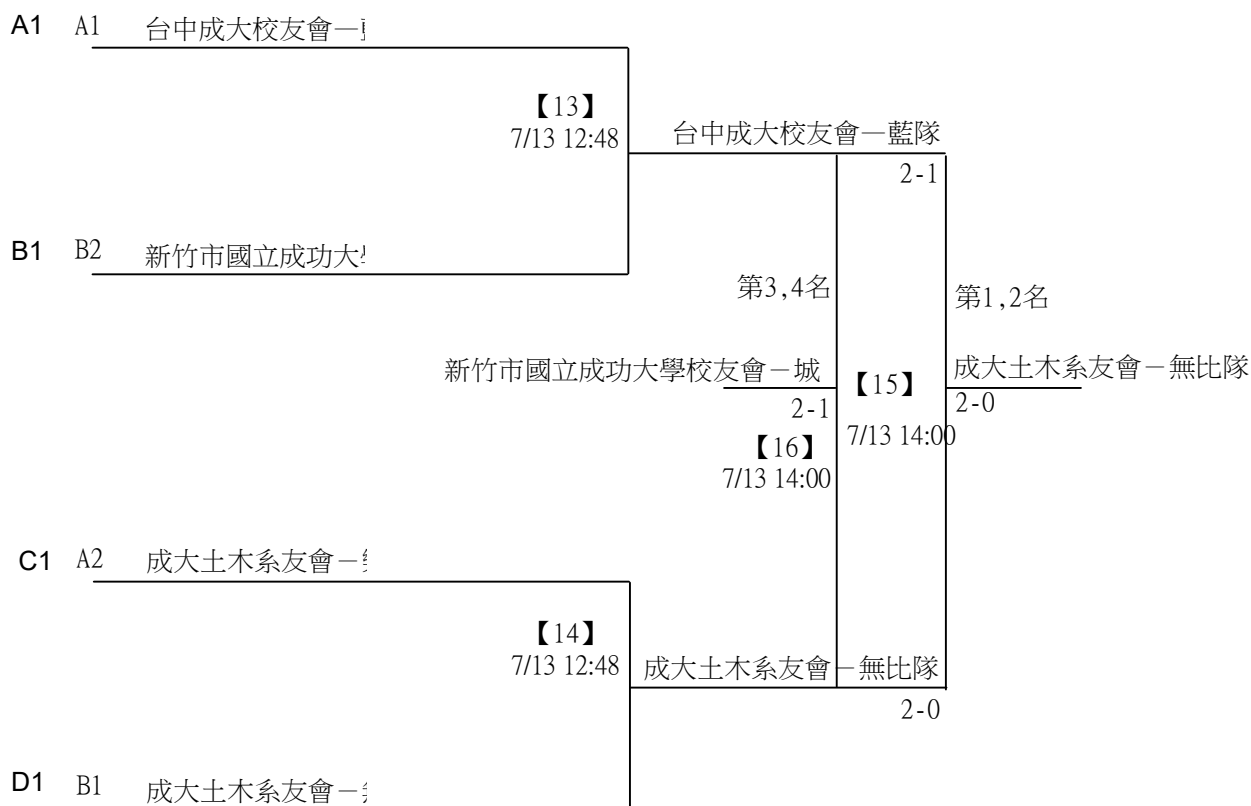 A1 A1 台中成大校友會－
【13】
7/13 12:48
台中成大校友會－藍隊
2-1
B1 B2 新竹市國立成功大
第3,4名
第1,2名
新竹市國立成功大學校友會－城
【15】
成大土木系友會－無比隊
2-1
2-0
【16】
7/13 14:00
7/13 14:00
C1 A2 成大土木系友會－
【14】
7/13 12:48
成大土木系友會－無比隊
2-0
D1 B1 成大土木系友會－